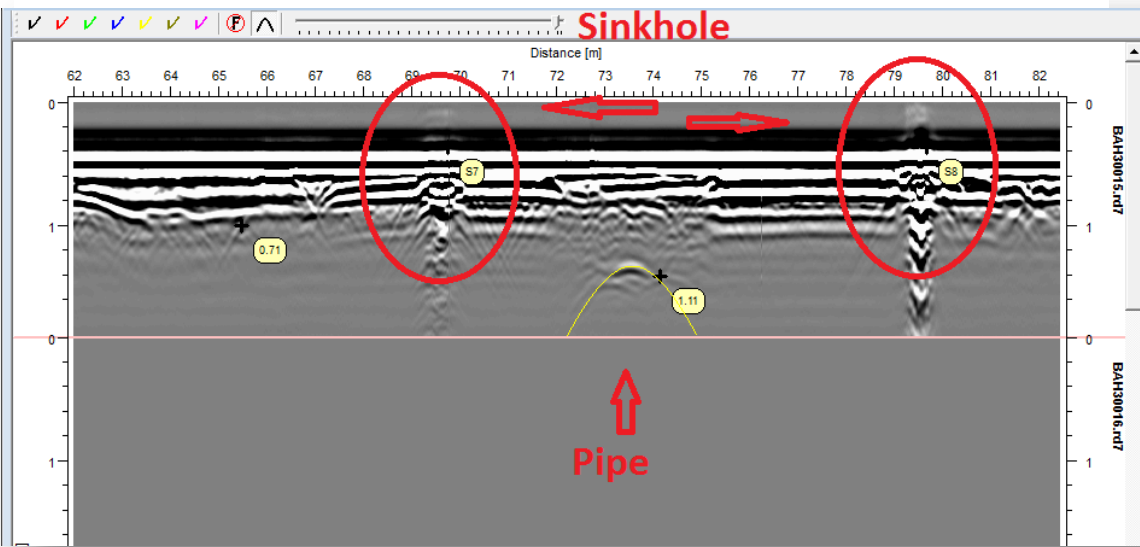 F
Sinkhole
Distance [m]
62 63 64 65 66 67 68 69 70 71 72 73 74 75 76 77 78 79 80 81 82
0 0
S7 S8
0.71
1 1
1.11
BAH30015.rd7
0 0
Pipe
1 1
BAH30016.rd7